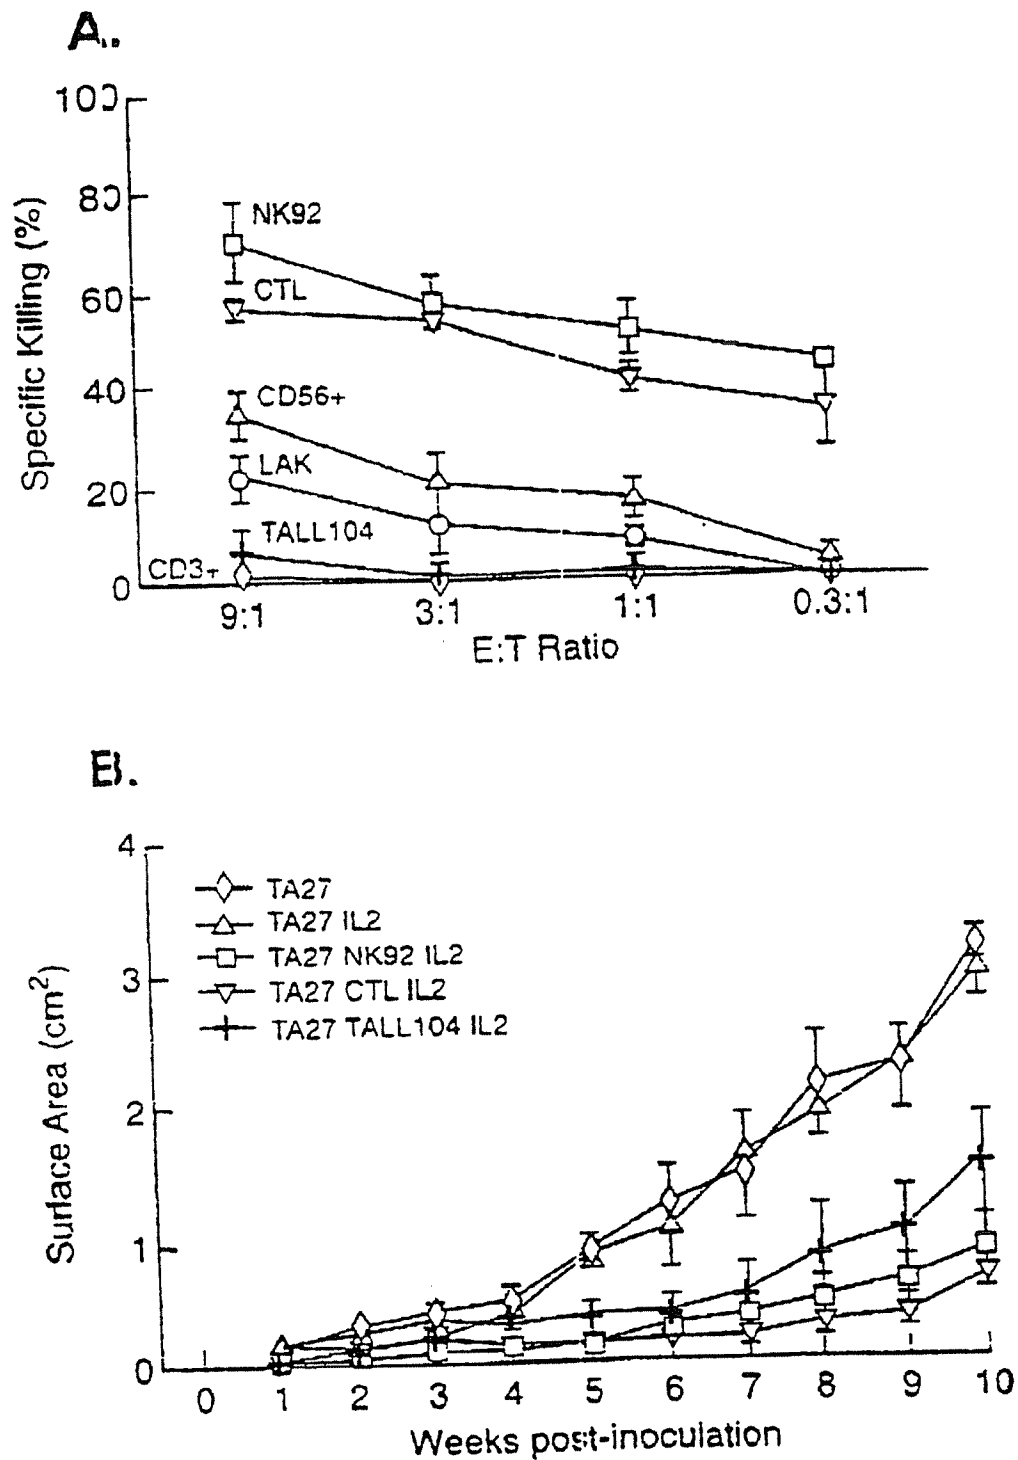 A.
100
80
60
40
20
0
Specific Killing (%)
NK92
CTL
CD56+
LAK
TALL104
CD3+
9:1 3:1 1:1 0.3:1
E:T Ratio
B.
4
3
2
1
0
Surface Area (cm²)
TA27
TA27 IL2
TA27 NK92 IL2
TA27 CTL IL2
TA27 TALL104 IL2
0 1 2 3 4 5 6 7 8 9 10
Weeks post-inoculation